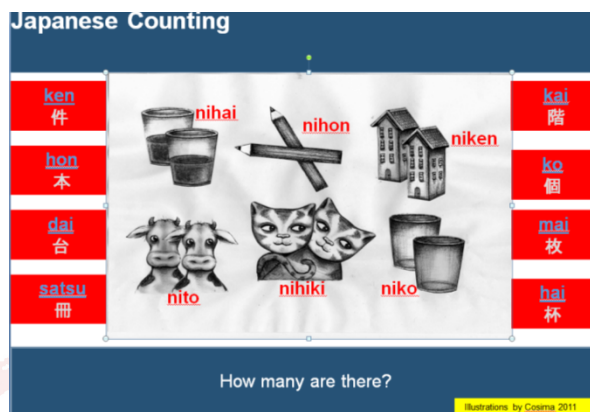 Japanese Counting
ken
件
hon
本
dai
台
satsu
冊
nihai
nihon
niken
nito
nihiki
niko
kai
階
ko
個
mai
枚
hai
杯
How many are there?
Illustrations by Cosima 2011